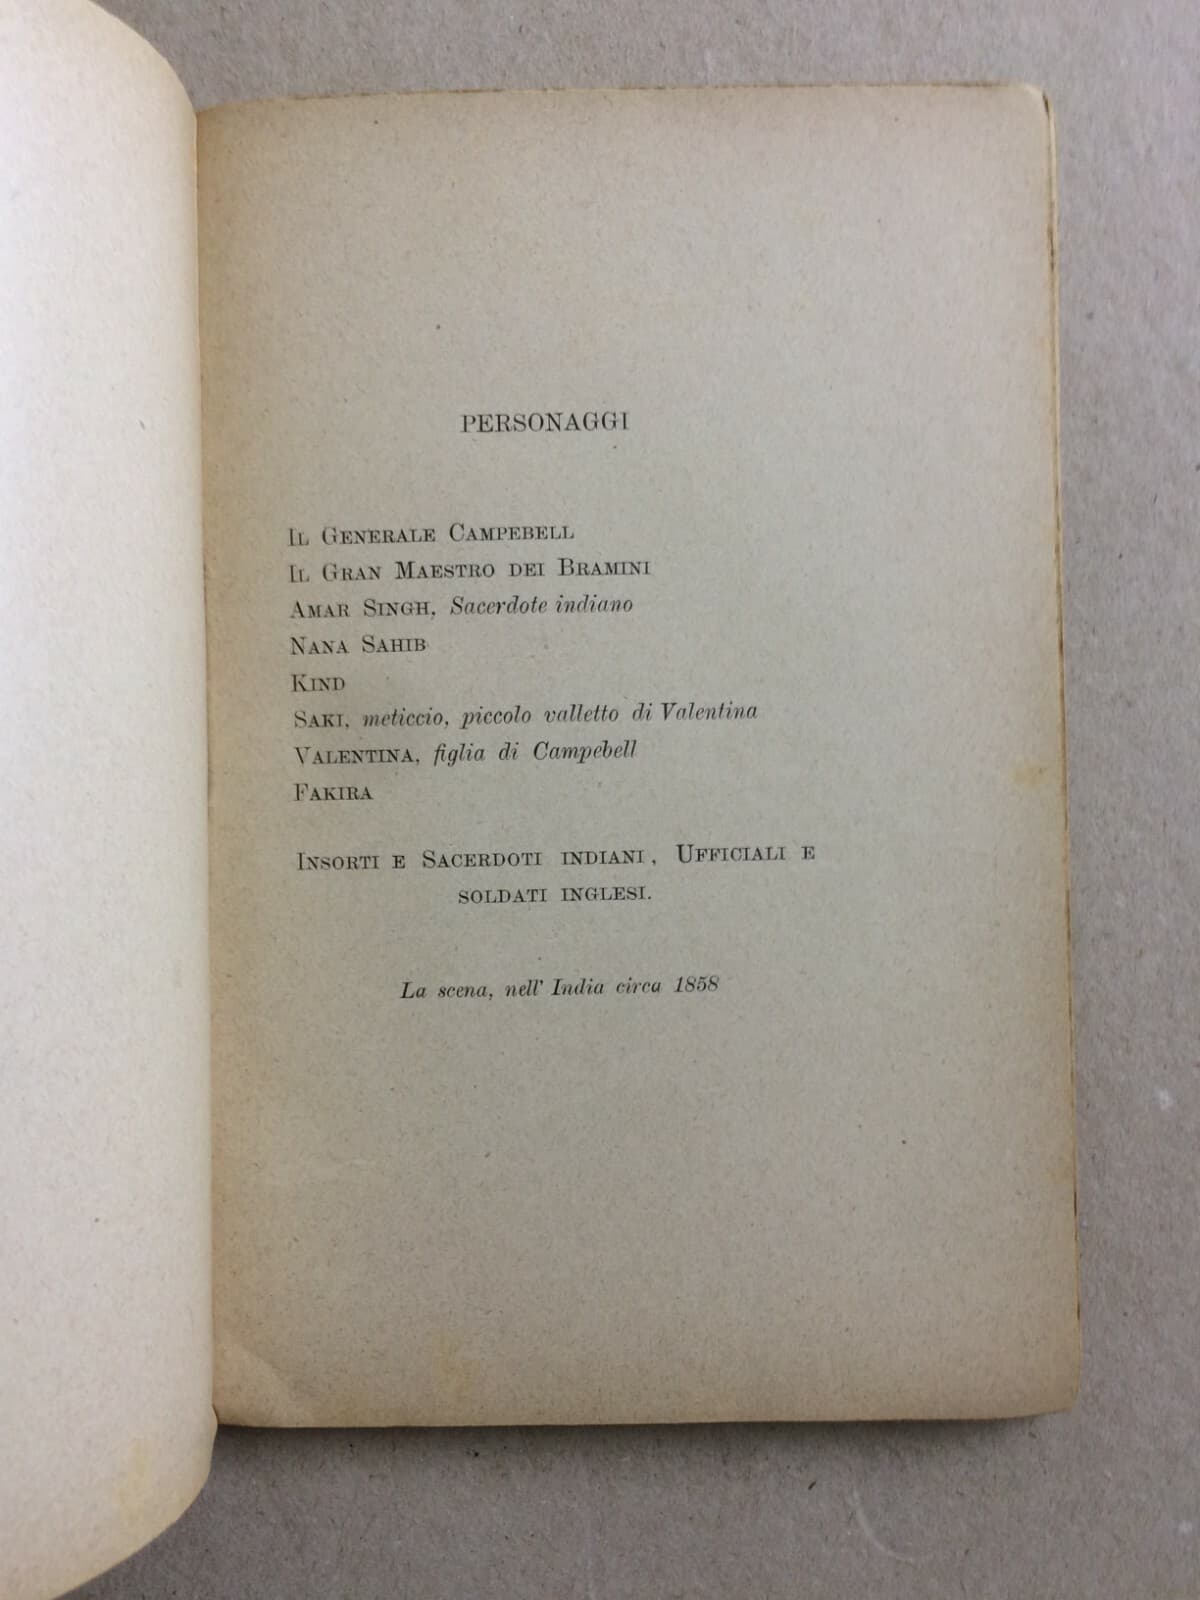 PERSONAGGI
IL GENERALE CAMPEBELL
IL GRAN MAESTRO DEI BRAMINI
AMAR SINGH, Sacerdote indiano
NANA SAHIB
KIND
SAKI, meticcio, piccolo valletto di Valentina
VALENTINA, figlia di Campebell
FAKIRA
INSORTI E SACERDOTI INDIANI, UFFICIALI E
SOLDATI INGLESI.
La scena, nell' India circa 1858